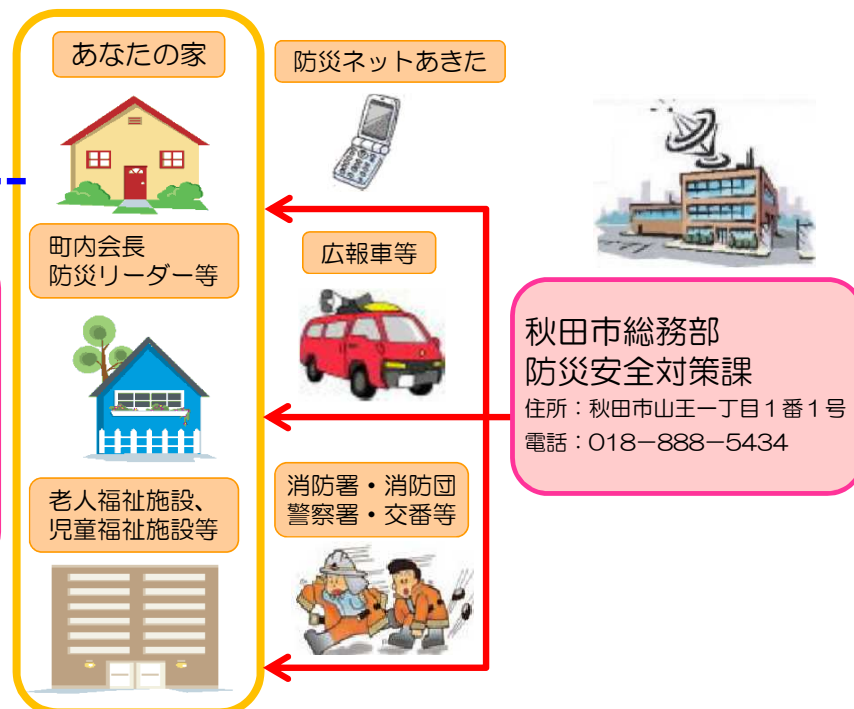 あなたの家
町内会長
防災リーダー等
老人福祉施設、
児童福祉施設等
防災ネットあきた
広報車等
消防署・消防団
警察署・交番等
秋田市総務部
防災安全対策課
住所：秋田市山王一丁目１番１号
電話：018－888－5434